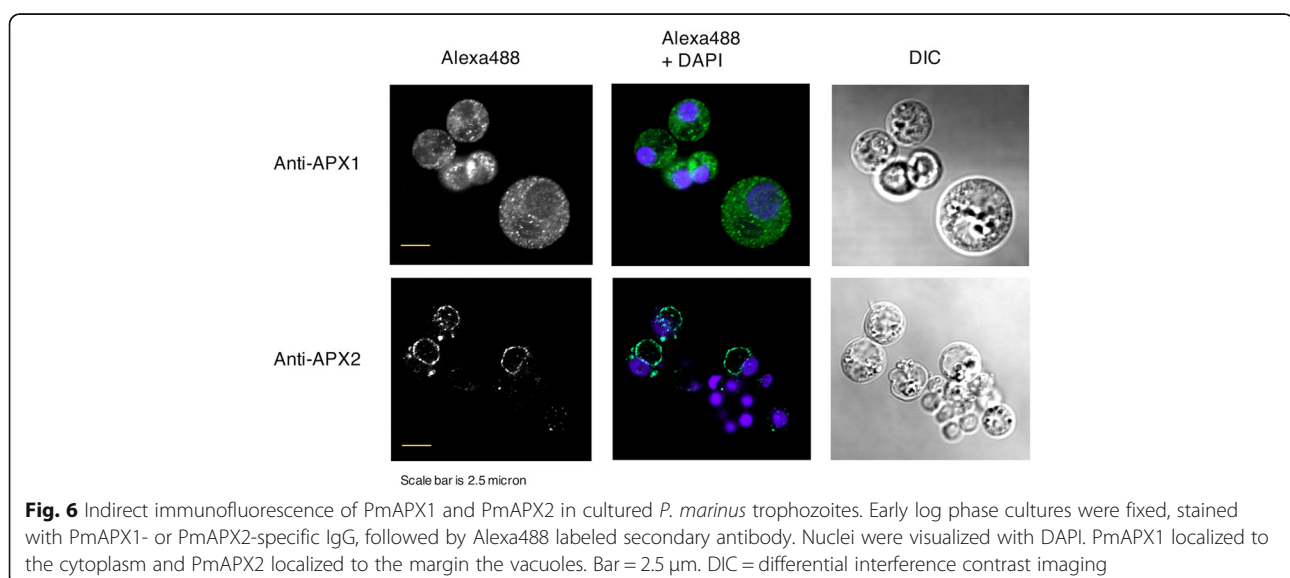 Alexa488
Alexa488
+ DAPI
DIC
Anti-APX1
Anti-APX2
Scale bar is 2.5 micron
Fig. 6 Indirect immunofluorescence of PmAPX1 and PmAPX2 in cultured P. marinus trophozoites. Early log phase cultures were fixed, stained
with PmAPX1- or PmAPX2-specific IgG, followed by Alexa488 labeled secondary antibody. Nuclei were visualized with DAPI. PmAPX1 localized to
the cytoplasm and PmAPX2 localized to the margin the vacuoles. Bar = 2.5 μm. DIC = differential interference contrast imaging